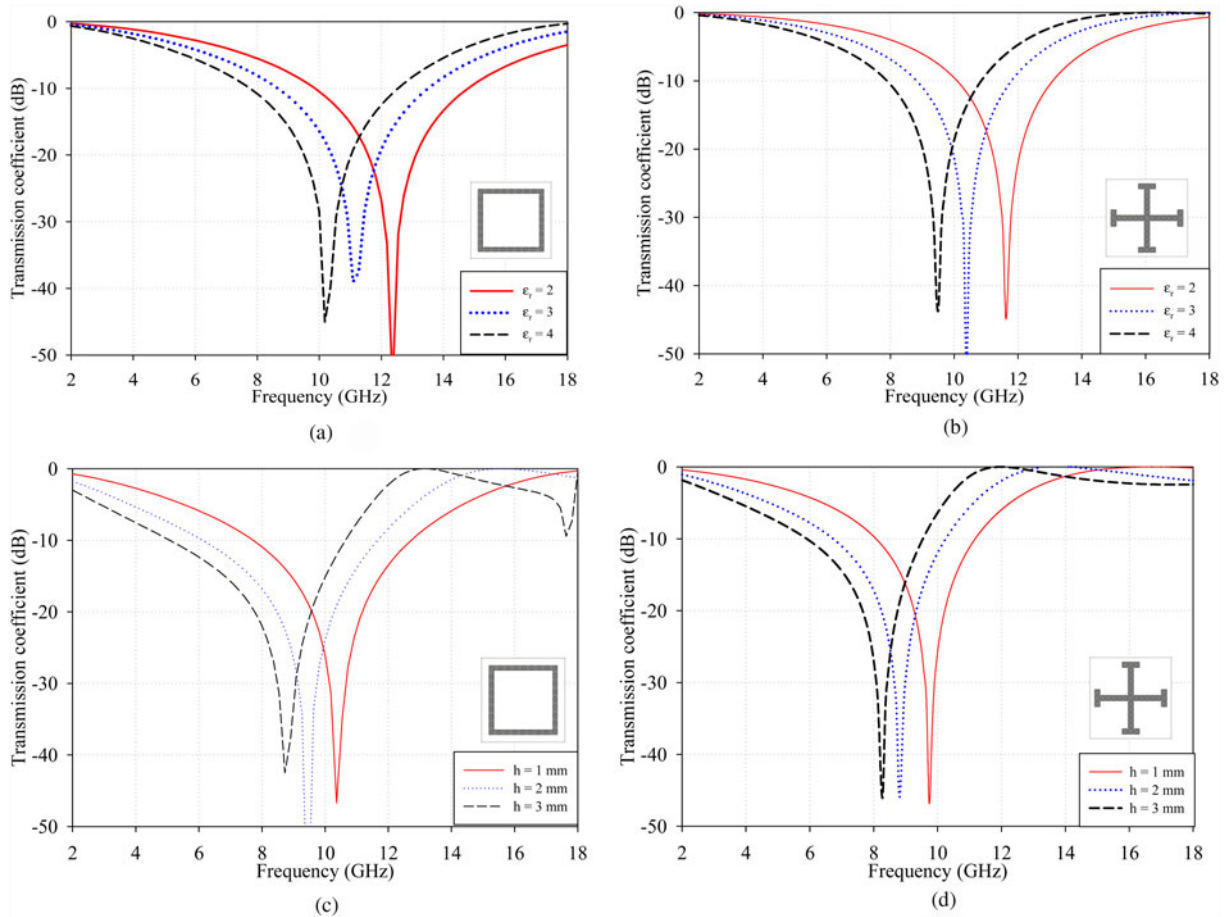 0
-10
-20
-30
-40
-50
Transmission coefficient (dB)
εr = 2
εr = 3
εr = 4
2 4 6 8 10 12 14 16 18
Frequency (GHz)
(a)
0
-10
-20
-30
-40
-50
Transmission coefficient (dB)
εr = 2
εr = 3
εr = 4
2 4 6 8 10 12 14 16 18
Frequency (GHz)
(b)
0
-10
-20
-30
-40
-50
Transmission coefficient (dB)
h = 1 mm
h = 2 mm
h = 3 mm
2 4 6 8 10 12 14 16 18
Frequency (GHz)
(c)
0
-10
-20
-30
-40
-50
Transmission coefficient (dB)
h = 1 mm
h = 2 mm
h = 3 mm
2 4 6 8 10 12 14 16 18
Frequency (GHz)
(d)